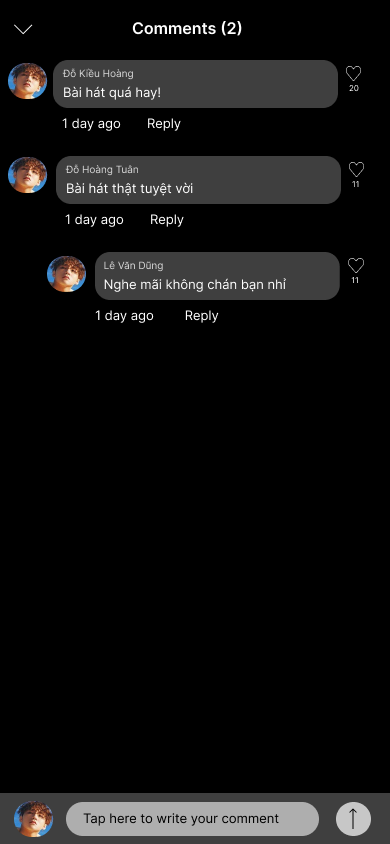 Comments (2)
Đỗ Kiều Hoàng
Bài hát quá hay!
20
1 day ago Reply
Đỗ Hoàng Tuân
Bài hát thật tuyệt vời
11
1 day ago Reply
Lê Văn Dũng
Nghe mãi không chán bạn nhỉ
11
1 day ago Reply
Tap here to write your comment